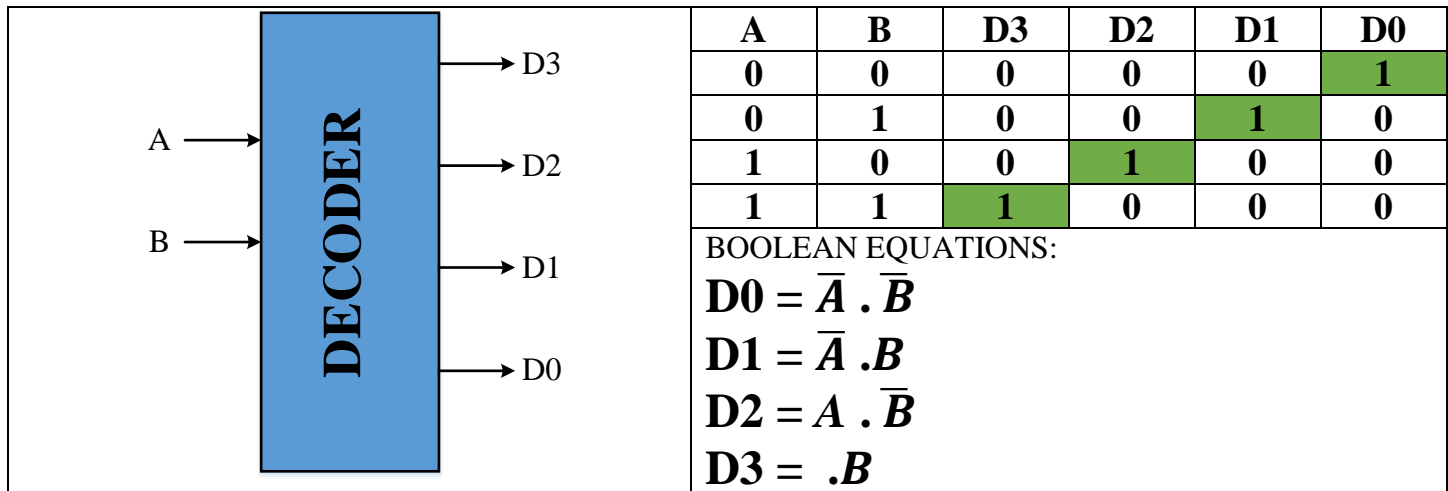 D3
A
D2
B
D1
D0
DECODER
A B D3 D2 D1 D0
0 0 0 0 0 1
0 1 0 0 1 0
1 0 0 1 0 0
1 1 1 0 0 0
BOOLEAN EQUATIONS:
D0 = A̅ . B̅
D1 = A̅ .B
D2 = A . B̅
D3 = .B